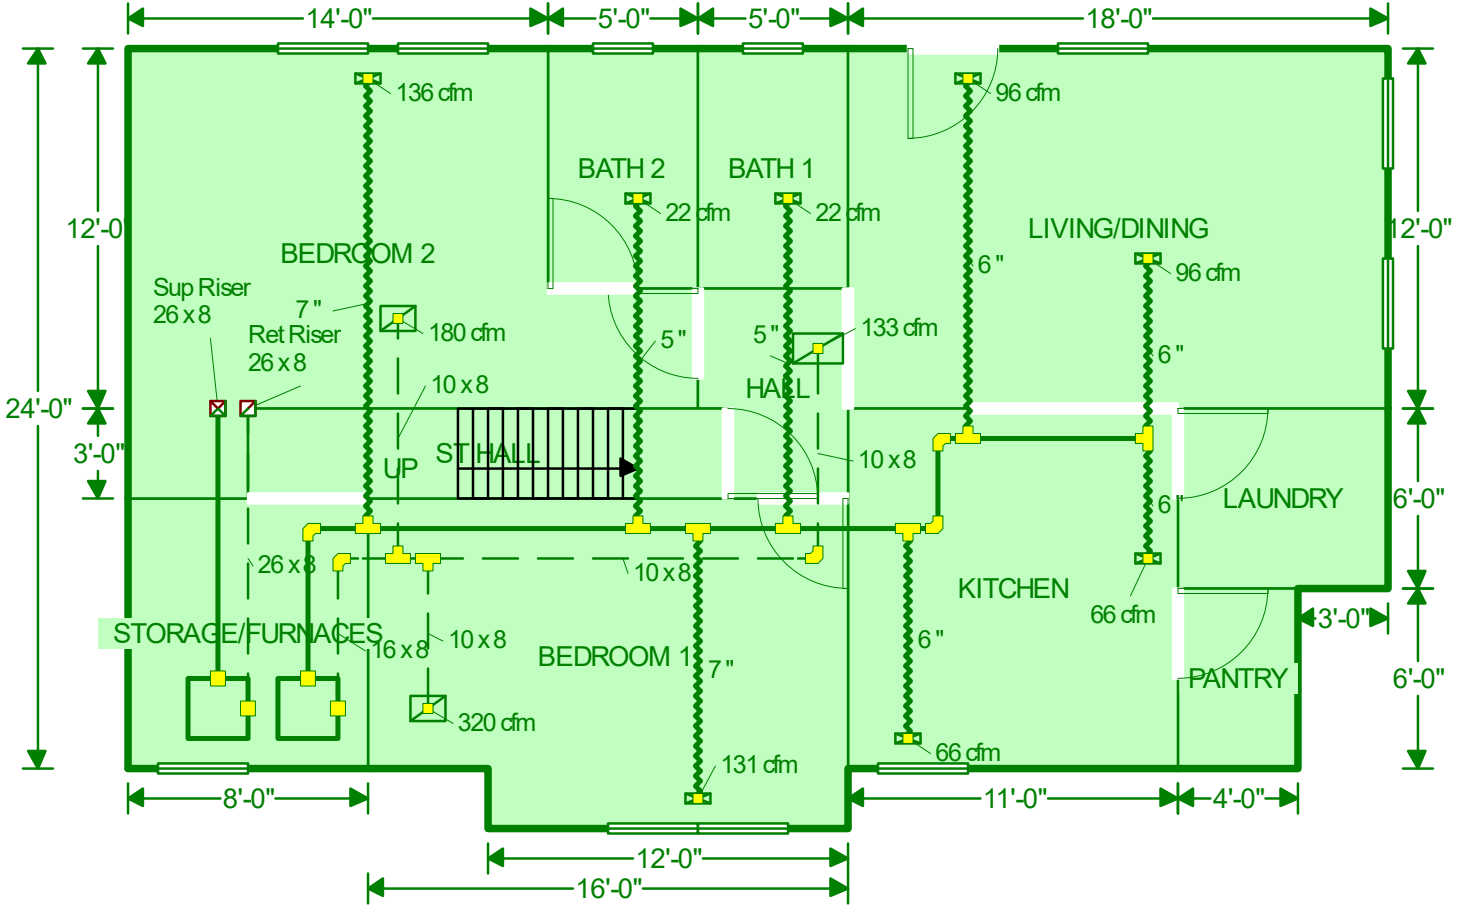 14'-0"
5'-0"
5'-0"
18'-0"
136 cfm
96 cfm
BATH 2
BATH 1
22 cfm
22 cfm
12'-0
LIVING/DINING
12'-0"
BEDROOM 2
6 "
96 cfm
Sup Riser
26 x 8
7 "
Ret Riser
26 x 8
180 cfm
5 "
5 "
133 cfm
6 "
10 x 8
HALL
24'-0"
3'-0"
UP
ST HALL
10 x 8
6 "
LAUNDRY
6'-0"
26 x 8
10 x 8
KITCHEN
66 cfm
3'-0"
STORAGE/FURNACES
16 x 8
10 x 8
BEDROOM 1
7 "
6 "
PANTRY
6'-0"
320 cfm
66 cfm
131 cfm
8'-0"
11'-0"
4'-0"
12'-0"
16'-0"